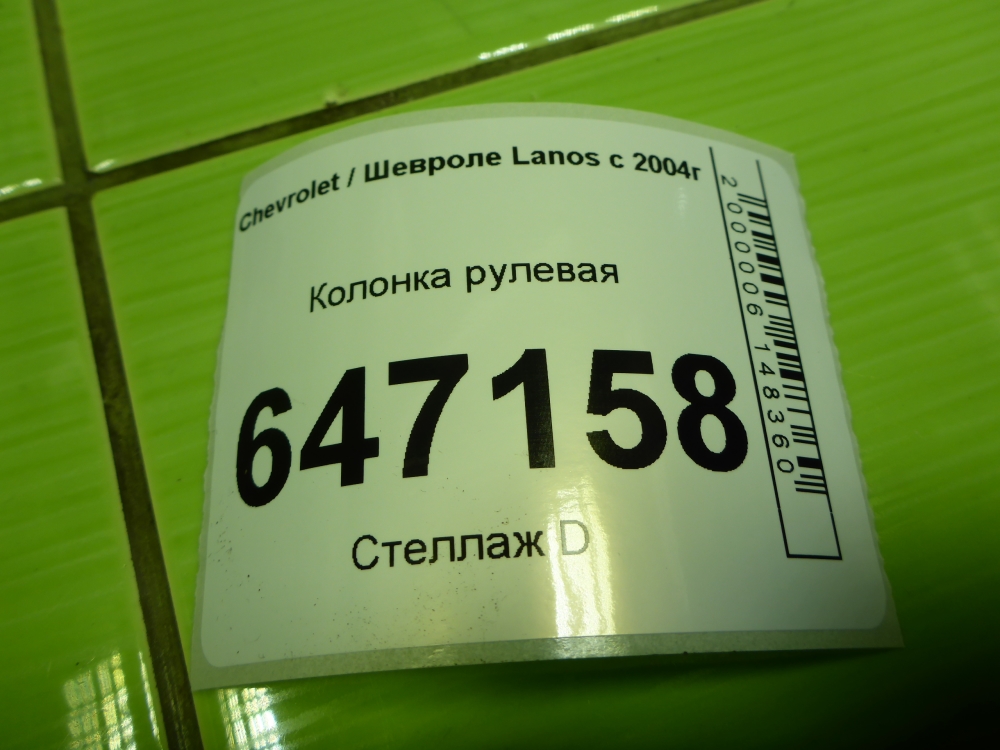 Chevrolet / Шевроле Lanos с 2004г
Колонка рулевая
647158
Стеллаж D
2000006148360